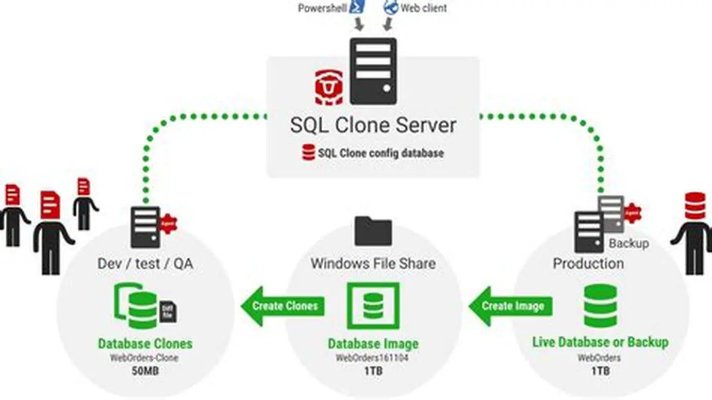 Powershell
Web client
SQL Clone Server
SQL Clone config database
Agent
Agent
Backup
Dev / test / QA
Windows File Share
Production
Create Clones
Create Image
Diff
file
Database Clones
WebOrders-Clone
50MB
Database Image
WebOrders161104
1TB
Live Database or Backup
WebOrders
1TB